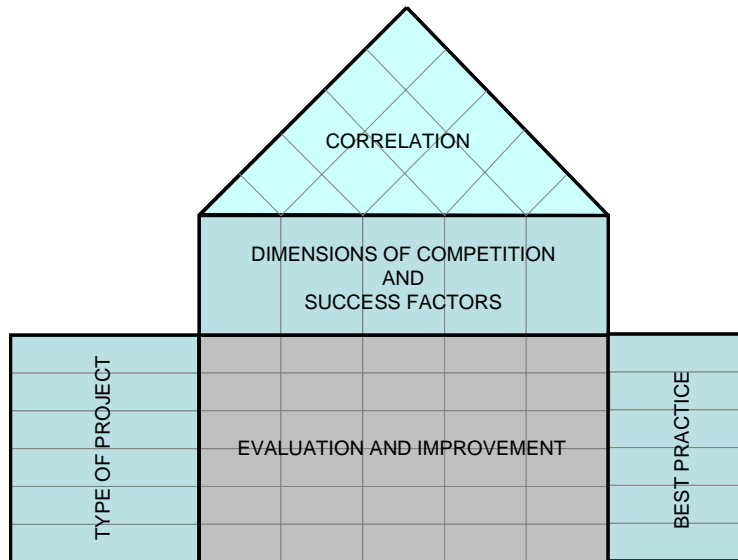 CORRELATION
DIMENSIONS OF COMPETITION
AND
SUCCESS FACTORS
TYPE OF PROJECT
EVALUATION AND IMPROVEMENT
BEST PRACTICE